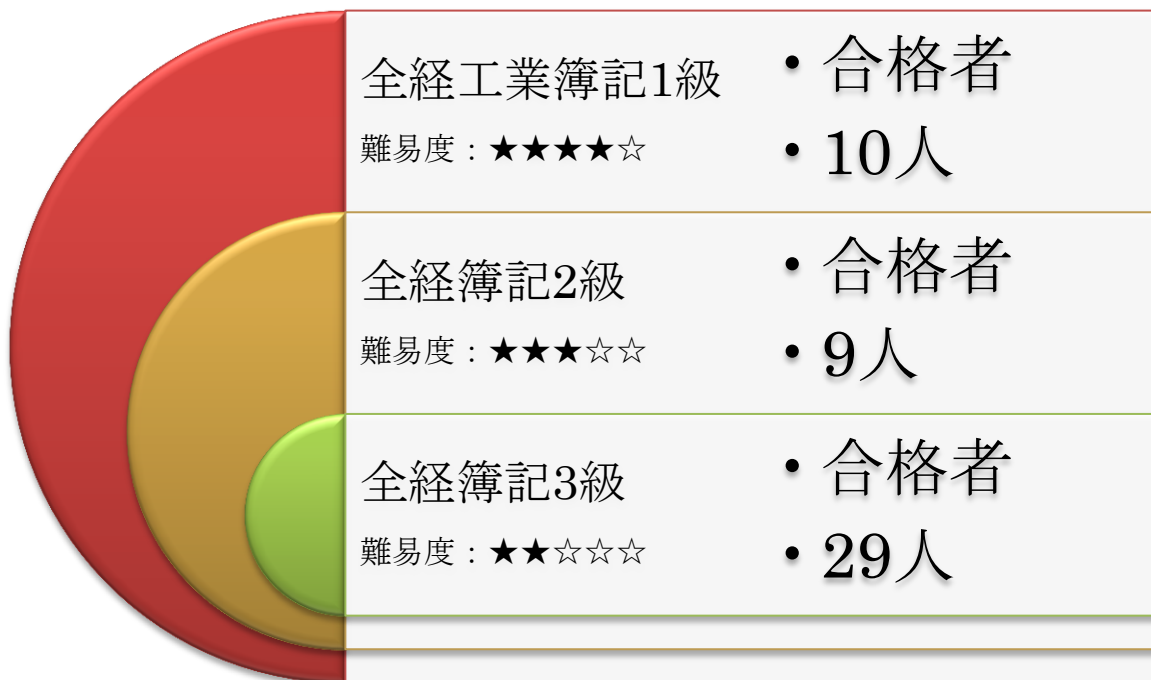 全経工業簿記1級
難易度：★★★★☆
・合格者
・10人
全経簿記2級
難易度：★★★☆☆
・合格者
・9人
全経簿記3級
難易度：★★☆☆☆
・合格者
・29人